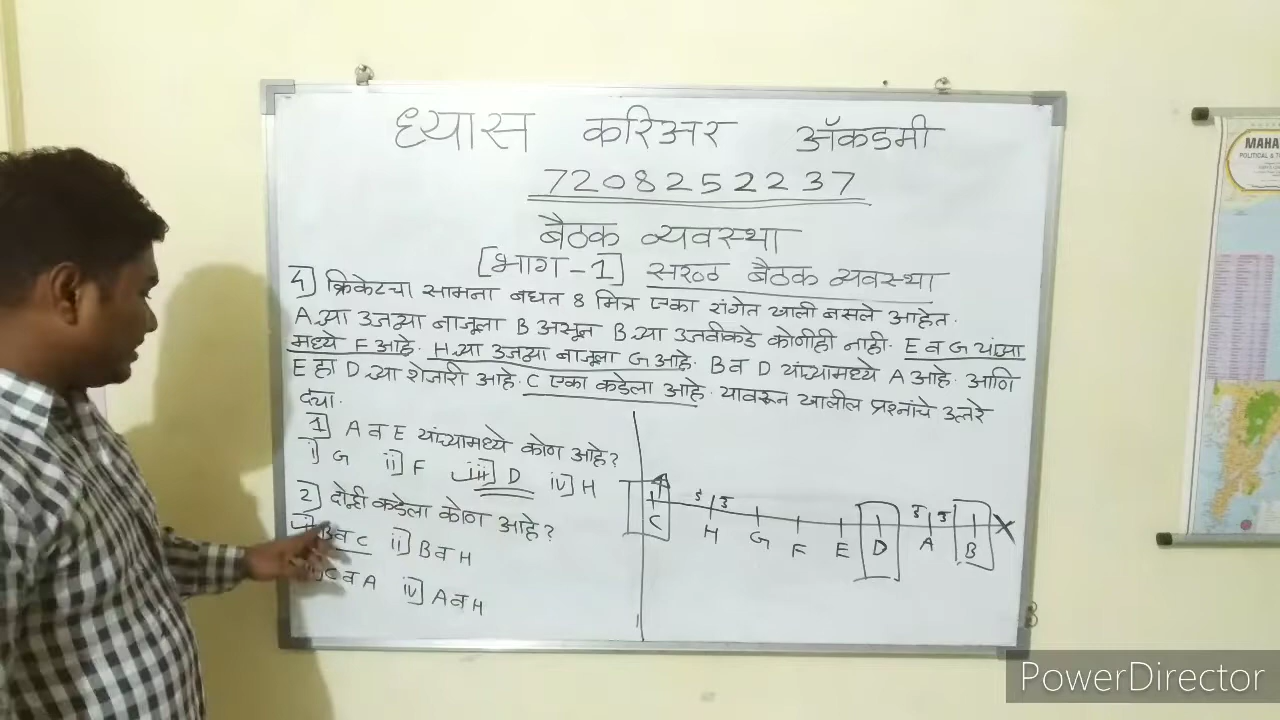 ध्यास करिअर ॲकडमी
7208252237
बैठक व्यवस्था
[भाग-1] सरळ बैठक व्यवस्था
4] क्रिकेटचा सामना बघत 8 मित्र एका रांगेत खाली बसले आहेत.
A च्या उजव्या बाजूला B असून B च्या उजवीकडे कोणीही नाही. E व G यांच्या
मध्ये F आहे. H च्या उजव्या बाजूला G आहे. B व D यांच्यामध्ये A आहे. आणि
E हा D च्या शेजारी आहे. C एका कडेला आहे. यावरून खालील प्रश्नांचे उत्तरे
द्या.
1] A व E यांच्यामध्ये कोण आहे?
i] G ii] F iii] D iv] H
2] दोन्ही कडेला कोण आहे?
B व C ii] B व H
C व A iv] A व H
C H G F E D A B
MAHA
POLITICAL &
PowerDirector